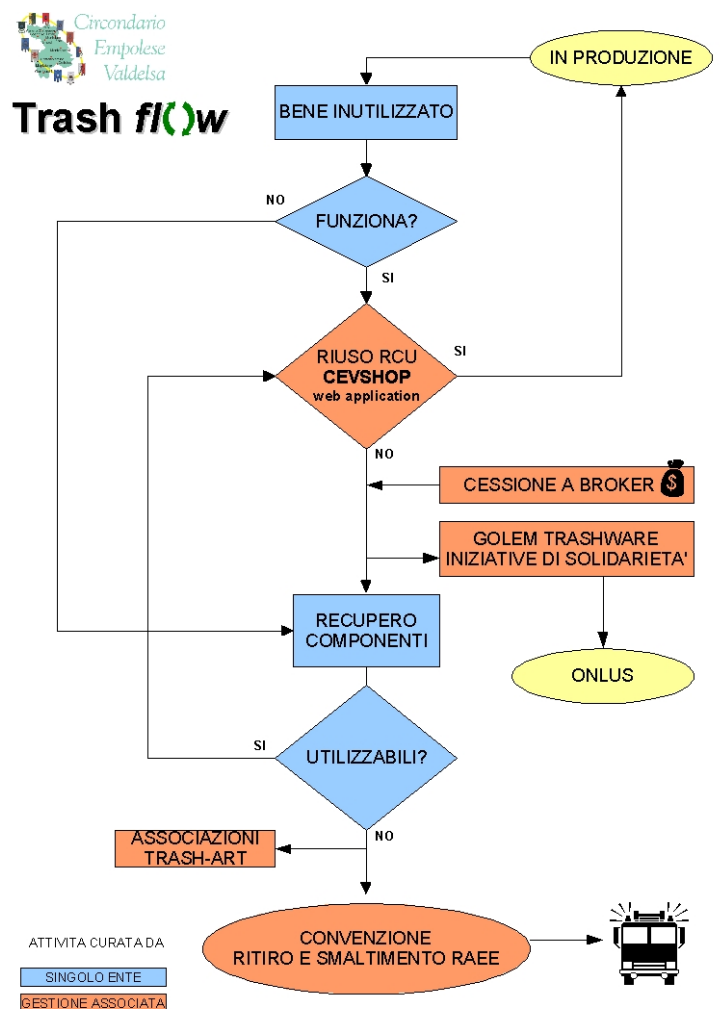 Circondario
Empolese
Valdelsa
Trash flow
IN PRODUZIONE
BENE INUTILIZZATO
NO
FUNZIONA?
SI
RIUSO RCU
CEVSHOP
web application
SI
NO
CESSIONE A BROKER
$
GOLEM TRASHWARE
INIZIATIVE DI SOLIDARIETA'
RECUPERO
COMPONENTI
ONLUS
SI
UTILIZZABILI?
NO
ASSOCIAZIONI
TRASH-ART
CONVENZIONE
RITIRO E SMALTIMENTO RAEE
ATTIVITA CURATA DA
SINGOLO ENTE
GESTIONE ASSOCIATA